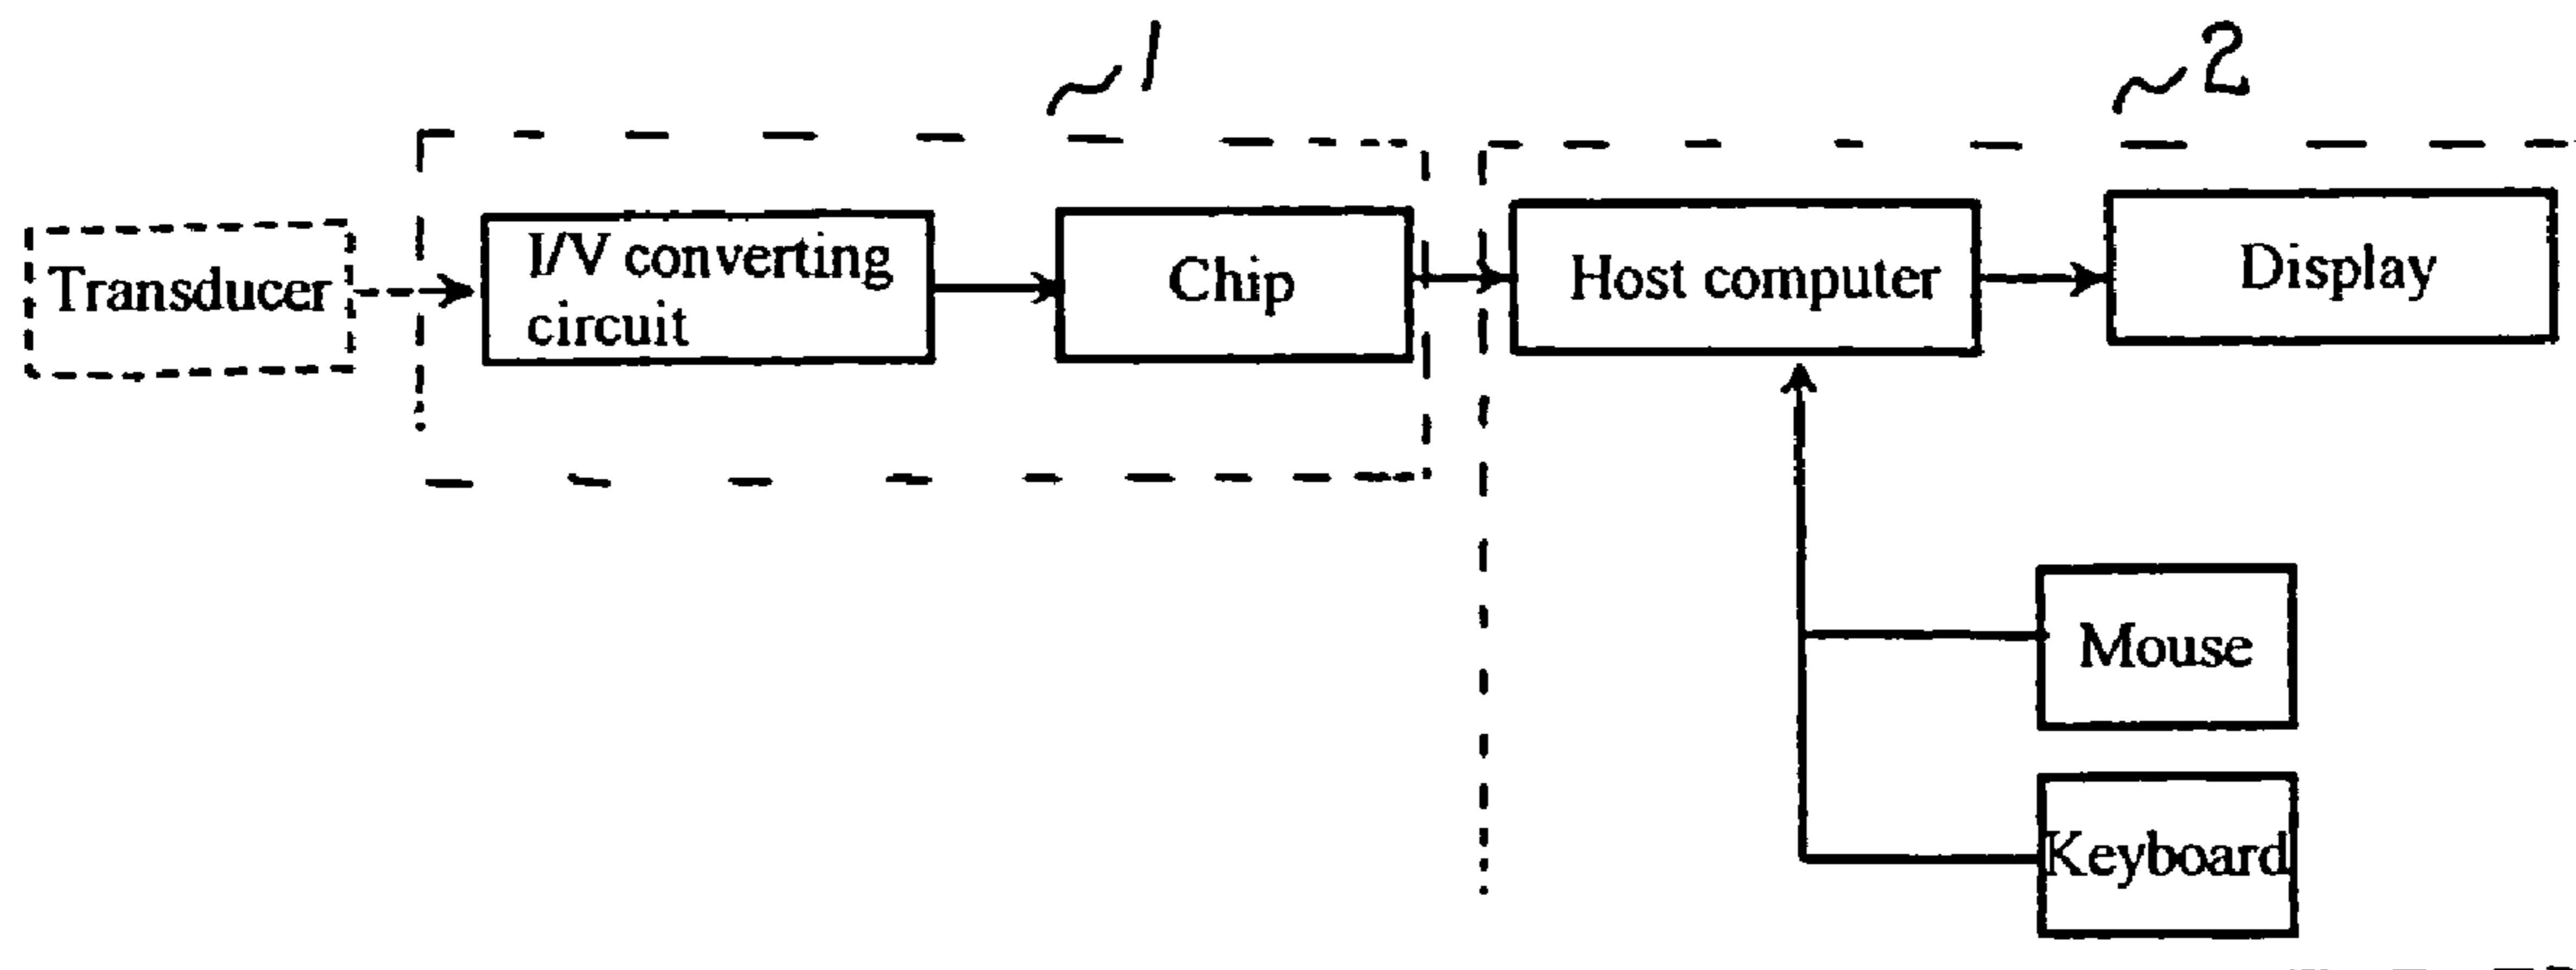 1
2
Transducer
I/V converting
circuit
Chip
Host computer
Display
Mouse
Keyboard